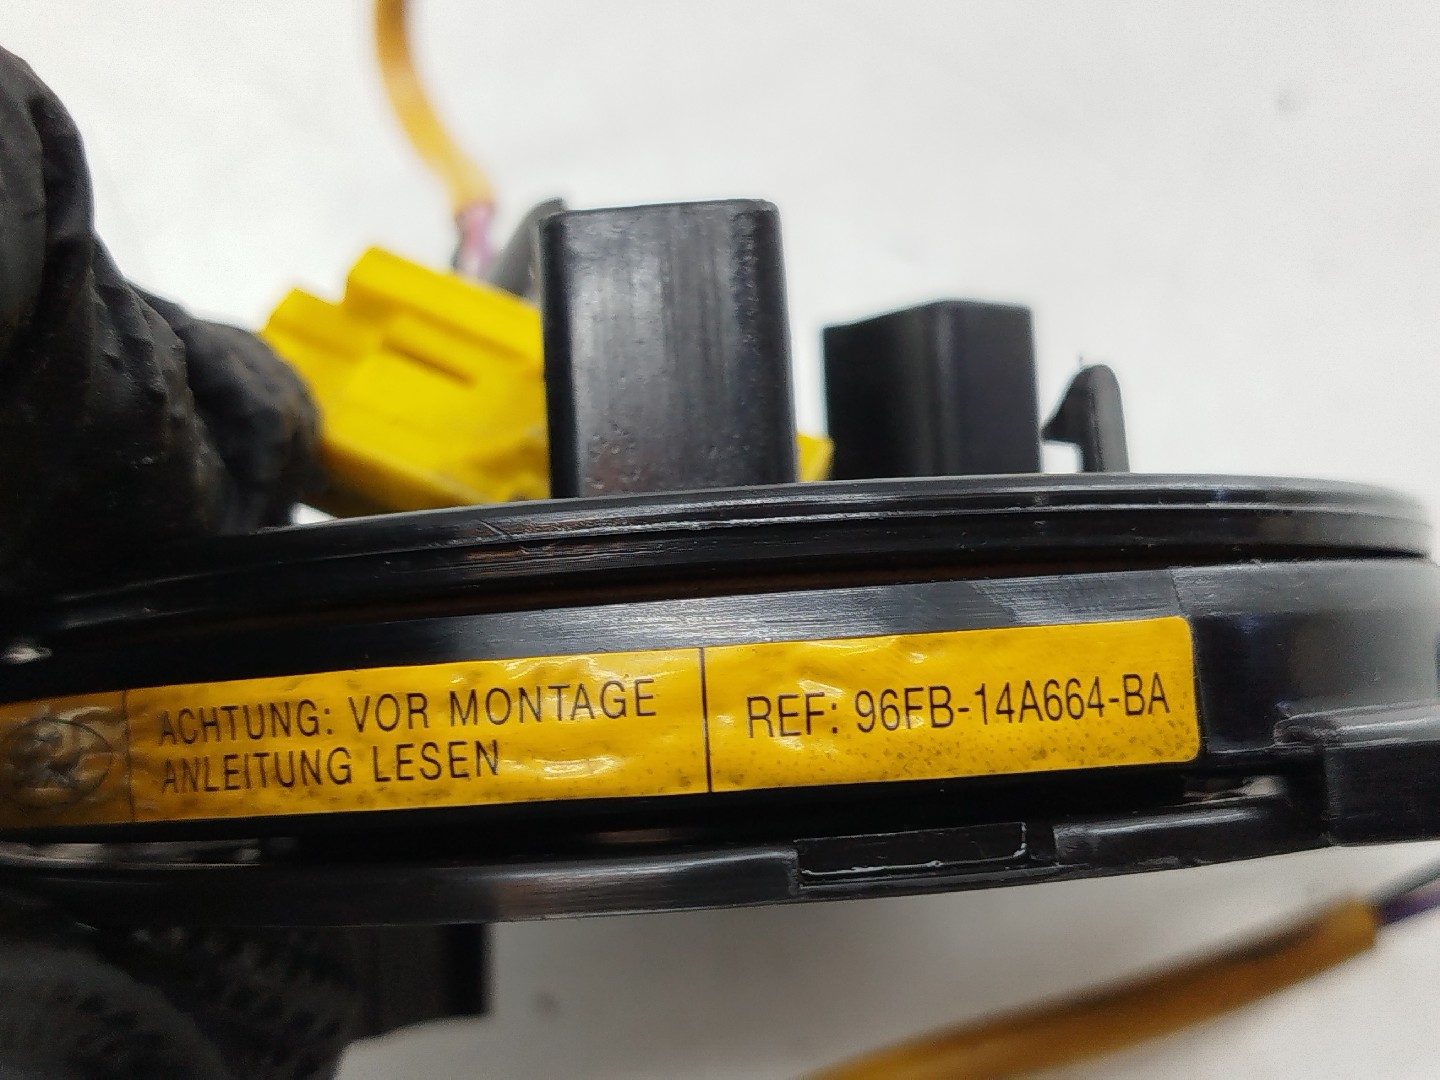 ACHTUNG: VOR MONTAGE
ANLEITUNG LESEN
REF: 96FB-14A664-BA